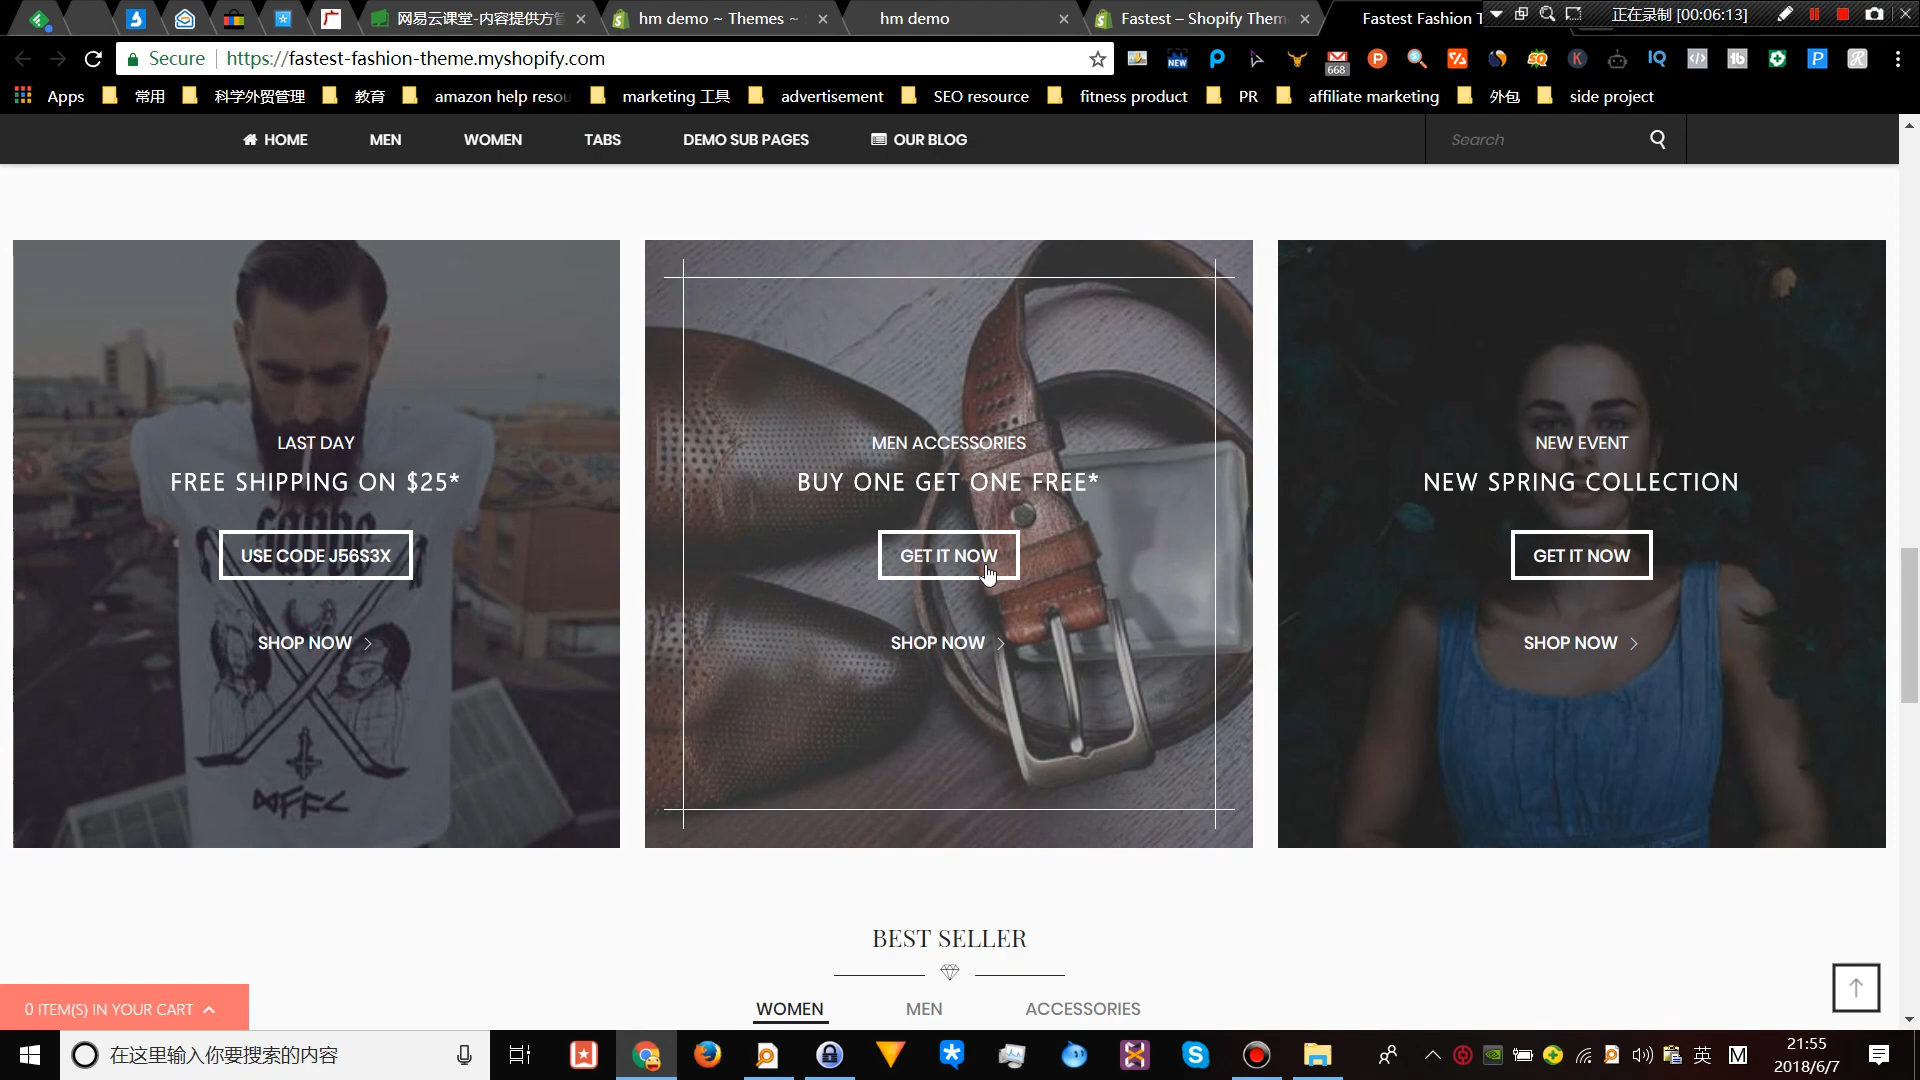 网易云课堂-内容提供方管
hm demo ~ Themes ~
hm demo
Fastest – Shopify Them
Fastest Fashion T
正在录制 [00:06:13]
Secure
https://fastest-fashion-theme.myshopify.com
NEW
668
Apps
常用
科学外贸管理
教育
amazon help resou
marketing 工具
advertisement
SEO resource
fitness product
PR
affiliate marketing
外包
side project
HOME
MEN
WOMEN
TABS
DEMO SUB PAGES
OUR BLOG
Search
LAST DAY
FREE SHIPPING ON $25*
USE CODE J56S3X
SHOP NOW
MEN ACCESSORIES
BUY ONE GET ONE FREE*
GET IT NOW
SHOP NOW
NEW EVENT
NEW SPRING COLLECTION
GET IT NOW
SHOP NOW
BEST SELLER
WOMEN
MEN
ACCESSORIES
0 ITEM(S) IN YOUR CART
在这里输入你要搜索的内容
英
M
21:55
2018/6/7